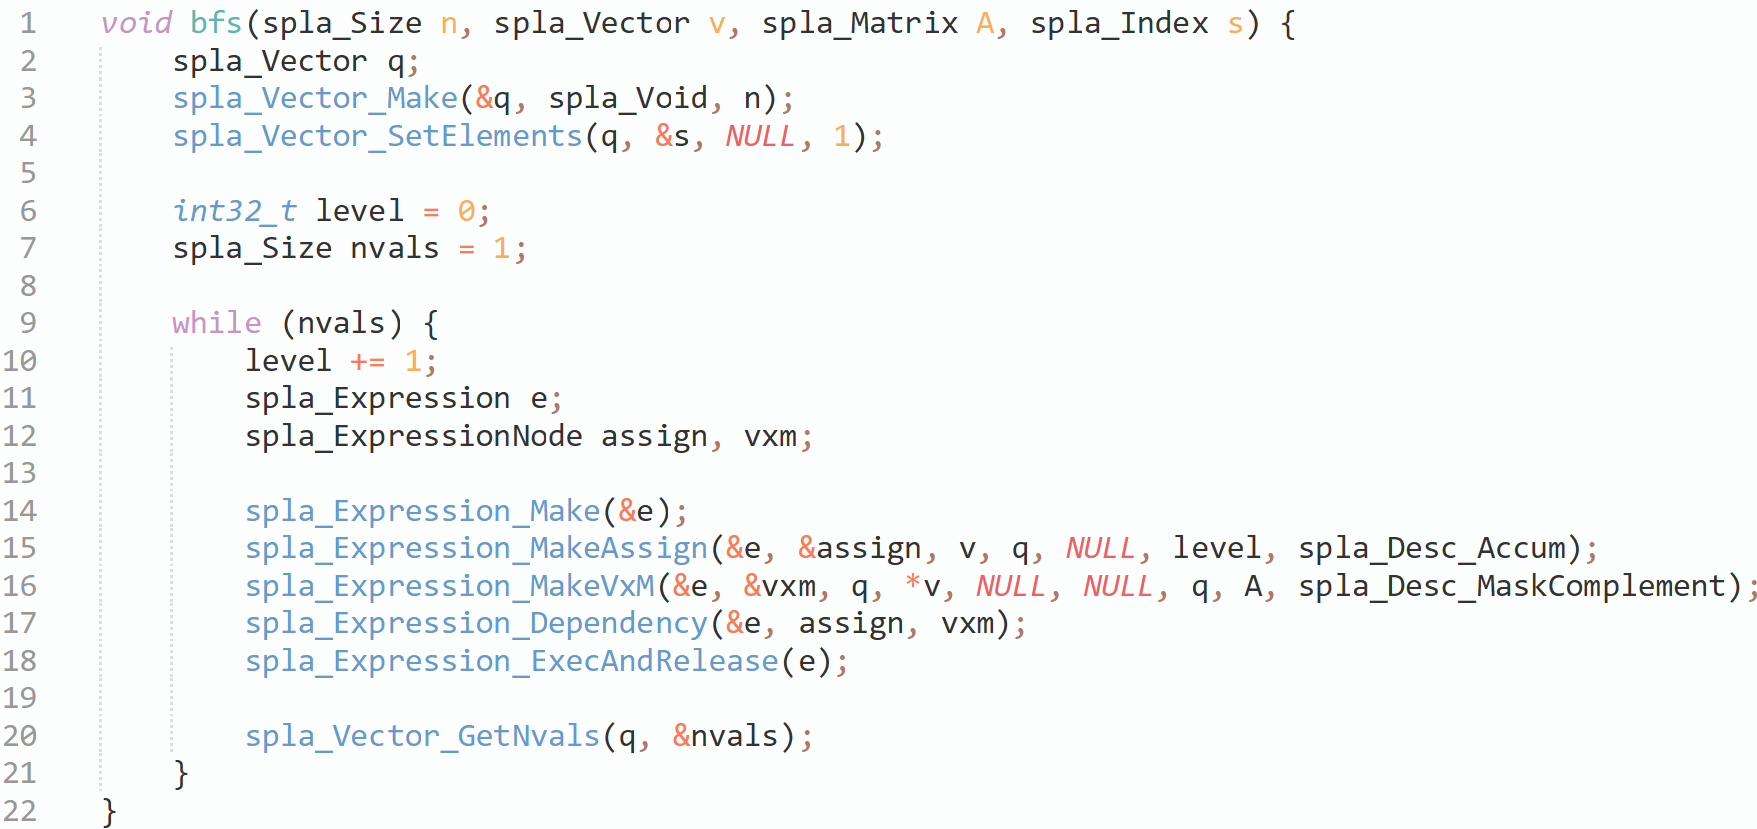 1 void bfs(spla_Size n, spla_Vector v, spla_Matrix A, spla_Index s) {
2 spla_Vector q;
3 spla_Vector_Make(&q, spla_Void, n);
4 spla_Vector_SetElements(q, &s, NULL, 1);
5
6 int32_t level = 0;
7 spla_Size nvals = 1;
8
9 while (nvals) {
10 level += 1;
11 spla_Expression e;
12 spla_ExpressionNode assign, vxm;
13
14 spla_Expression_Make(&e);
15 spla_Expression_MakeAssign(&e, &assign, v, q, NULL, level, spla_Desc_Accum);
16 spla_Expression_MakeVxM(&e, &vxm, q, *v, NULL, NULL, q, A, spla_Desc_MaskComplement);
17 spla_Expression_Dependency(&e, assign, vxm);
18 spla_Expression_ExecAndRelease(e);
19
20 spla_Vector_GetNvals(q, &nvals);
21 }
22 }